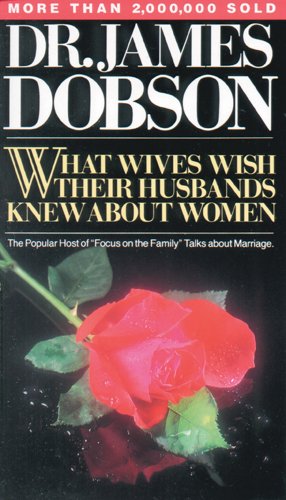 MORE THAN 2,000,000 SOLD
DR. JAMES
DOBSON
WHAT WIVES WISH
THEIR HUSBANDS
KNEW ABOUT WOMEN
The Popular Host of "Focus on the Family" Talks about Marriage.